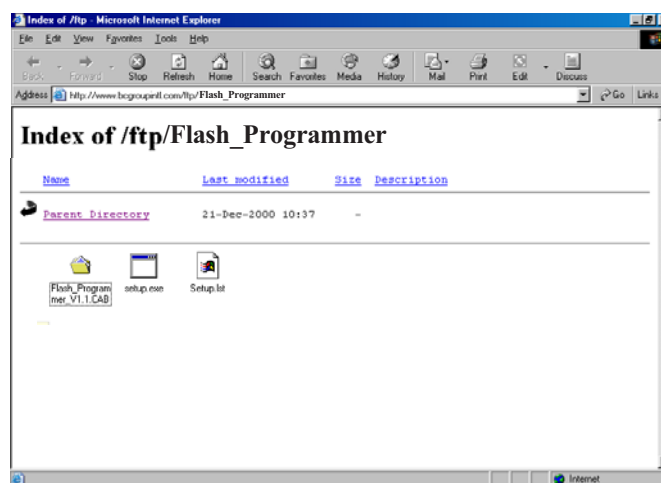 Index of /ftp - Microsoft Internet Explorer
File Edit View Favorites Tools Help
Back Forward Stop Refresh Home Search Favorites Media History Mail Print Edit Discuss
Address http://www.bcgroupintl.com/ftp/Flash_Programmer Go Links
Index of /ftp/Flash_Programmer
Name Last modified Size Description
Parent Directory 21-Dec-2000 10:37 -
Flash_Program
mer_V1.1.CAB
setup.exe
Setup.lst
Internet